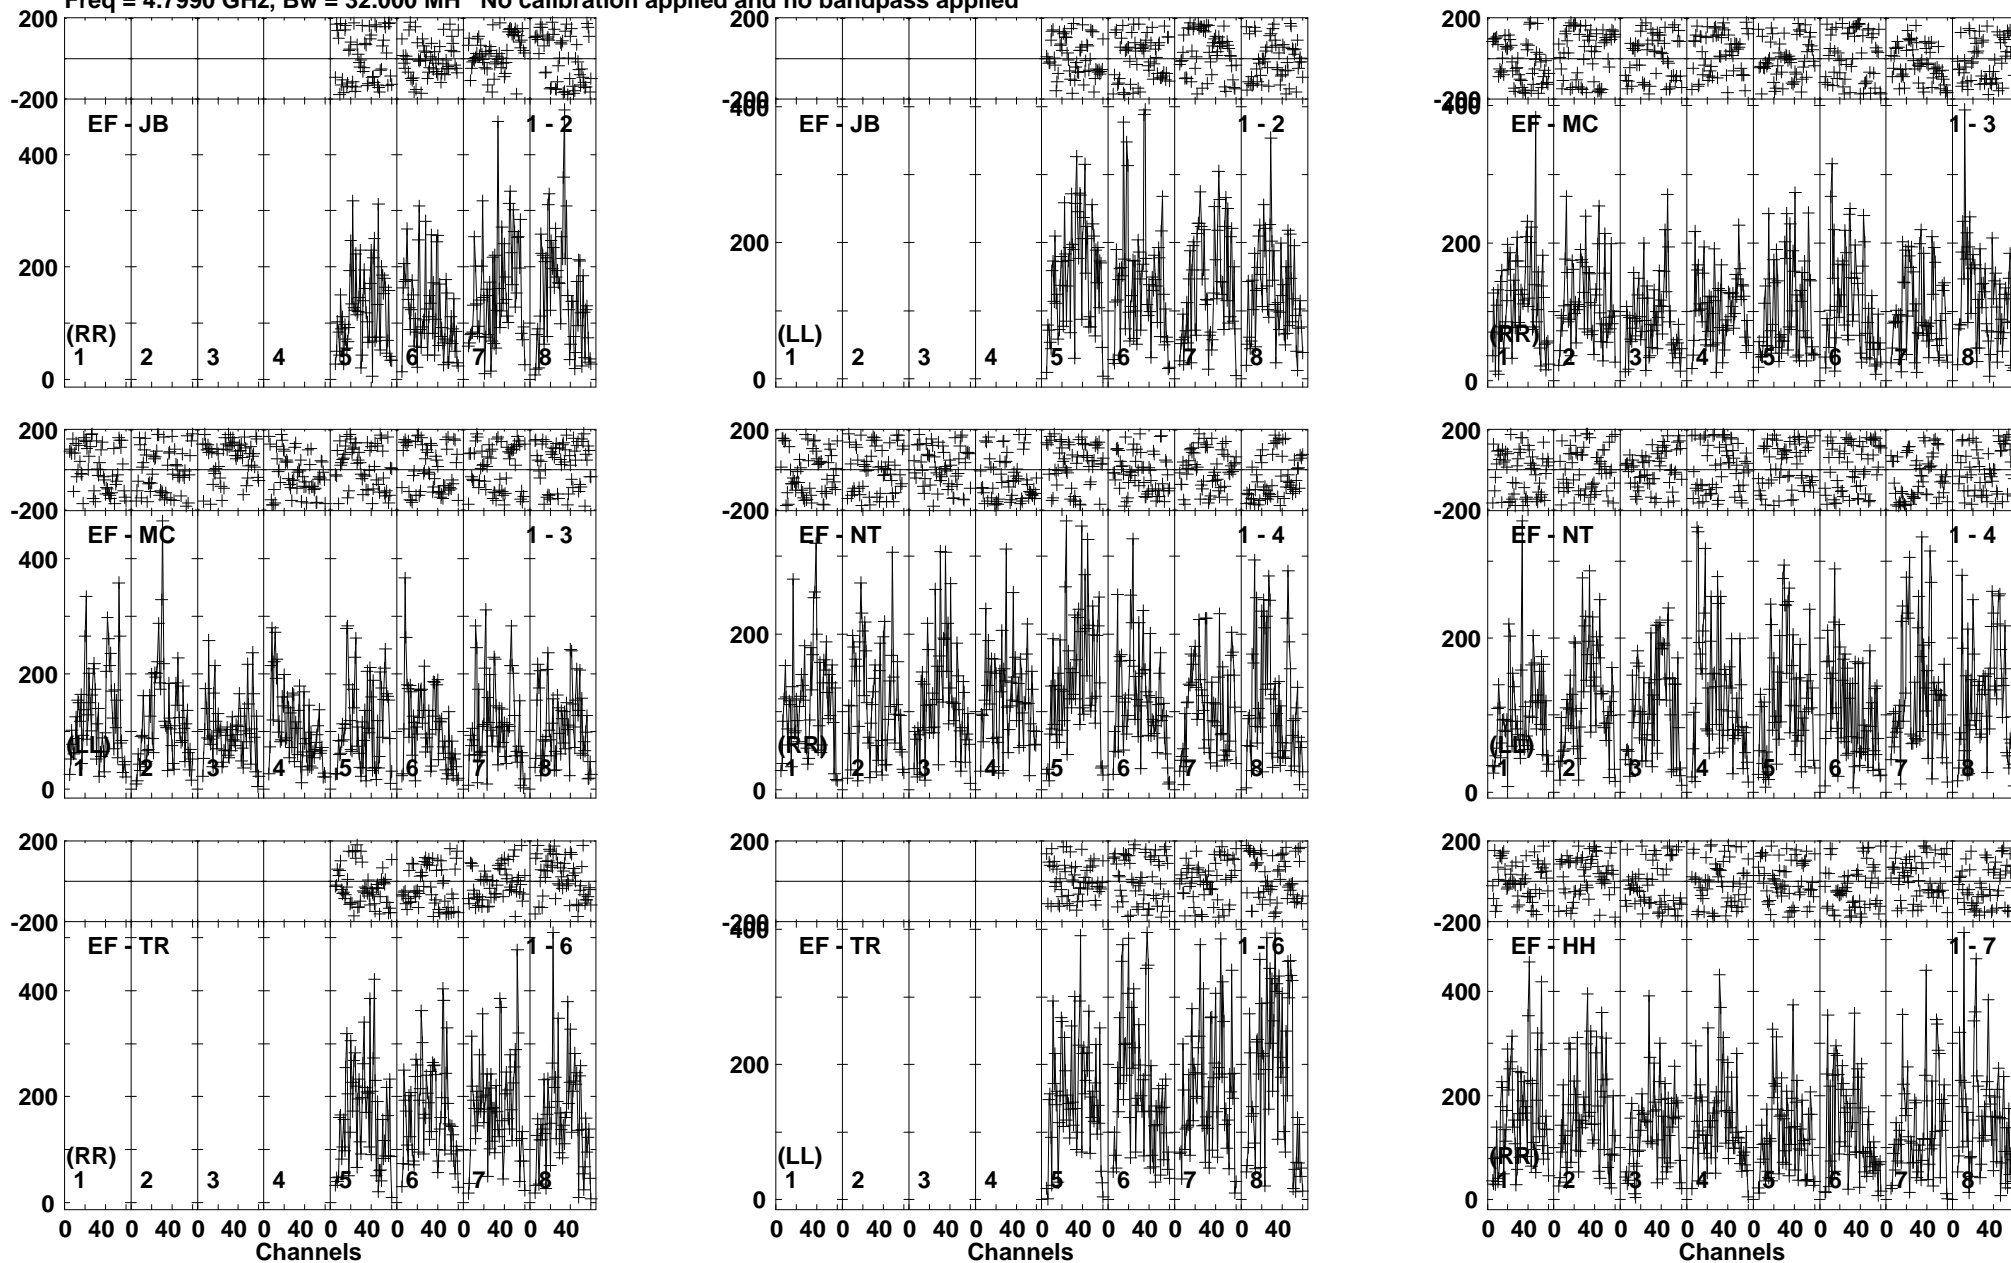 Freq = 4.7990 GHz, Bw = 32.000 MH No calibration applied and no bandpass applied
200 200 200
-200 -200 -200
400 400
EF - JB 1 - 2 EF - JB 1 - 2 EF - MC 1 - 3
400
200 200 200
(RR) (LL) (RR)
1 2 3 4 5 6 7 8 1 2 3 4 5 6 7 8 1 2 3 4 5 6 7 8
0 0 0
200 200 200
-200 -200 -200
EF - MC 1 - 3 EF - NT 1 - 4 EF - NT 1 - 4
400
200 200 200
(LL) (RR) (LL)
1 2 3 4 5 6 7 8 1 2 3 4 5 6 7 8 1 2 3 4 5 6 7 8
0 0 0
200 200 200
-200 -200 -200
400
EF - TR 1 - 6 EF - TR 1 - 6 EF - HH 1 - 7
400 400
200 200 200
(RR) (LL) (RR)
1 2 3 4 5 6 7 8 1 2 3 4 5 6 7 8 1 2 3 4 5 6 7 8
0 0 0
0 40 0 40 0 40 0 40 0 40 0 40 0 40 0 40 0 40 0 40 0 40 0 40 0 40 0 40 0 40 0 40 0 40 0 40 0 40 0 40 0 40 0 40 0 40 0 40
Channels Channels Channels